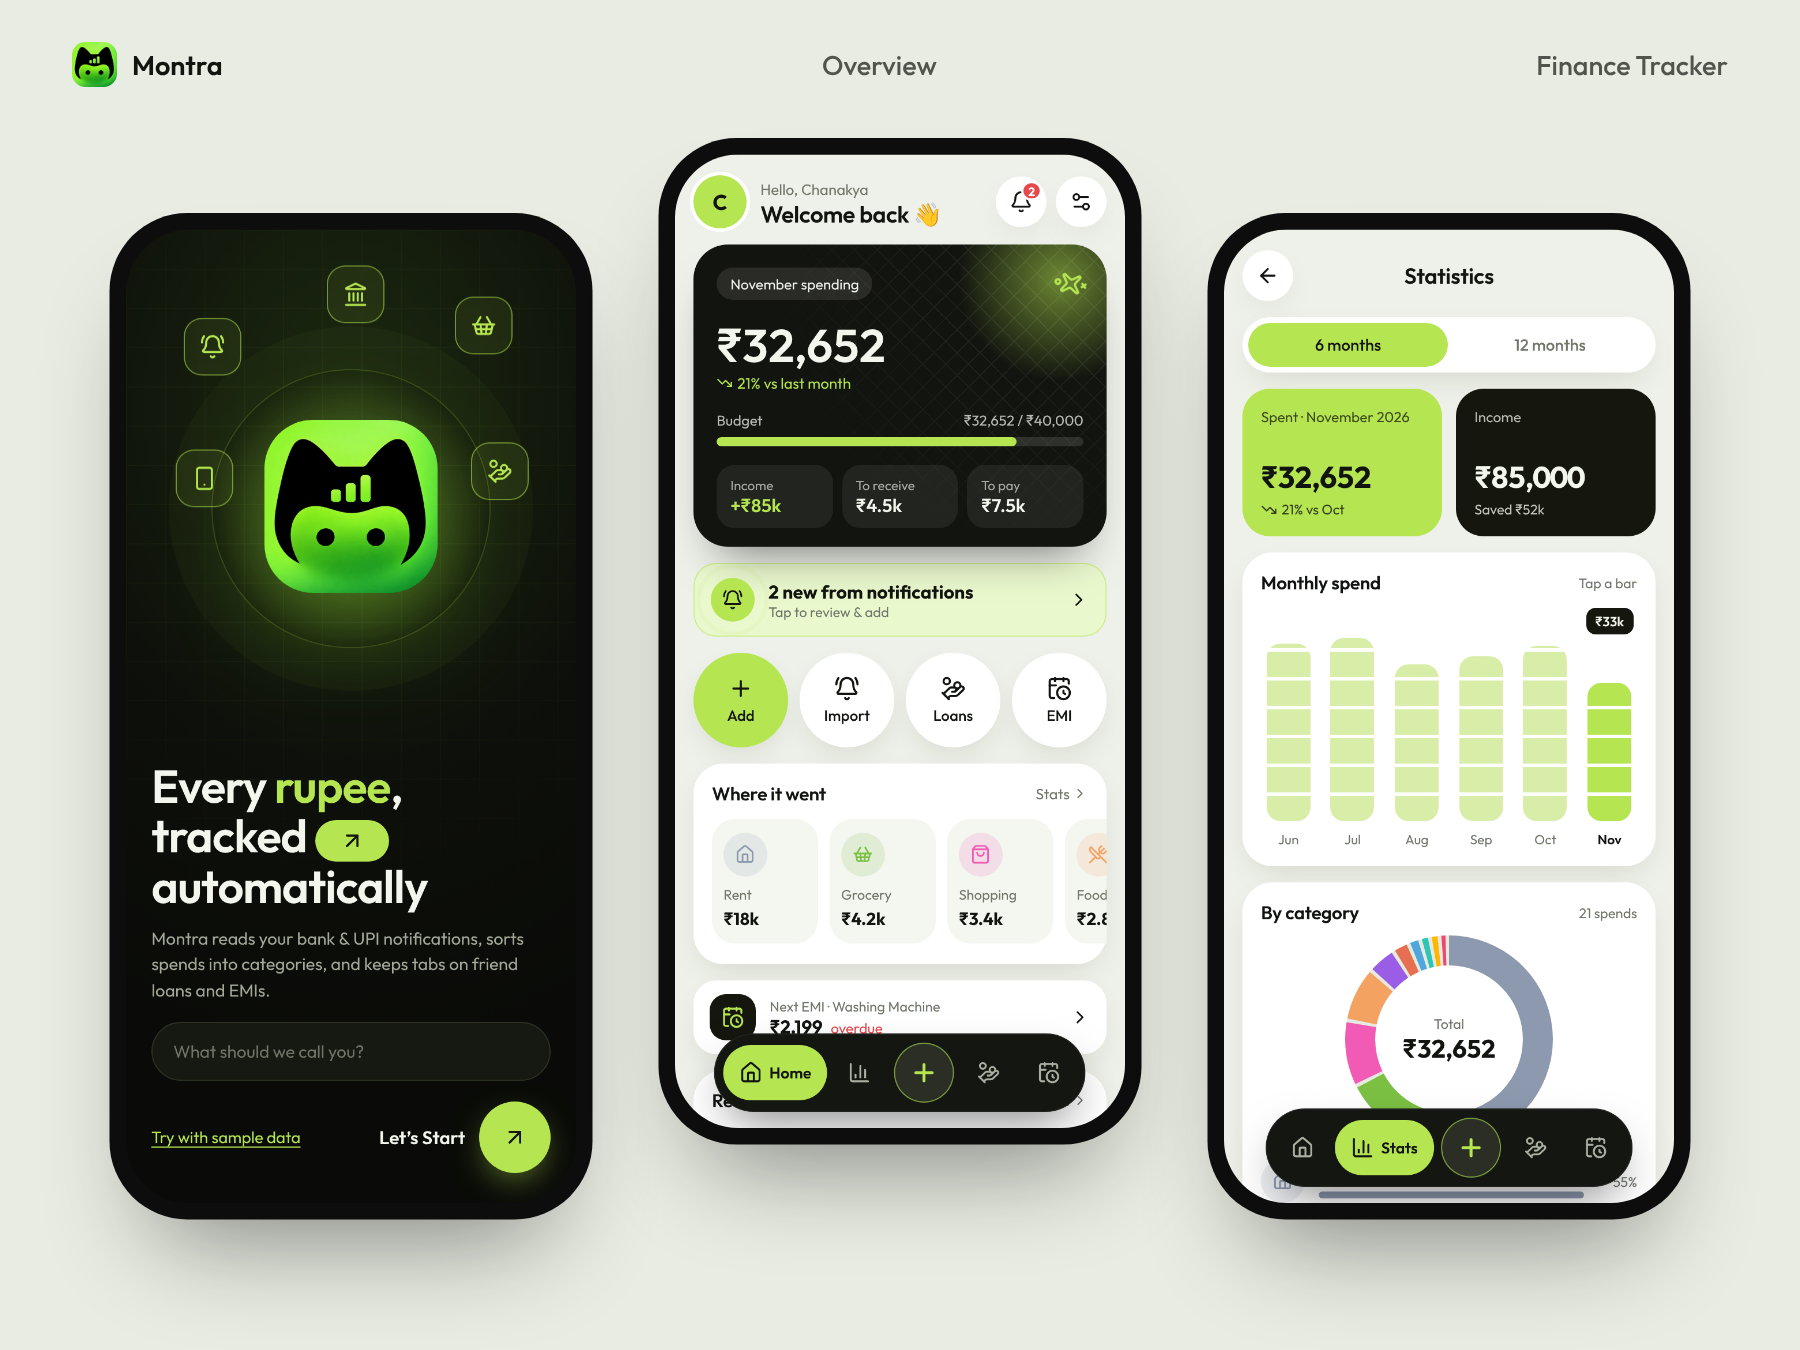 Montra
Overview
Finance Tracker
Every rupee,
tracked
automatically
Montra reads your bank & UPI notifications, sorts
spends into categories, and keeps tabs on friend
loans and EMIs.
What should we call you?
Try with sample data
Let's Start
C
Hello, Chanakya
Welcome back 👋
2
November spending
₹32,652
21% vs last month
Budget
₹32,652 / ₹40,000
Income
+₹85k
To receive
₹4.5k
To pay
₹7.5k
2 new from notifications
Tap to review & add
Add
Import
Loans
EMI
Where it went
Stats
Rent
₹18k
Grocery
₹4.2k
Shopping
₹3.4k
Food
₹2.8
Next EMI · Washing Machine
₹2,199 overdue
Home
Statistics
6 months
12 months
Spent · November 2026
₹32,652
21% vs Oct
Income
₹85,000
Saved ₹52k
Monthly spend
Tap a bar
₹33k
Jun
Jul
Aug
Sep
Oct
Nov
By category
21 spends
Total
₹32,652
Stats
55%